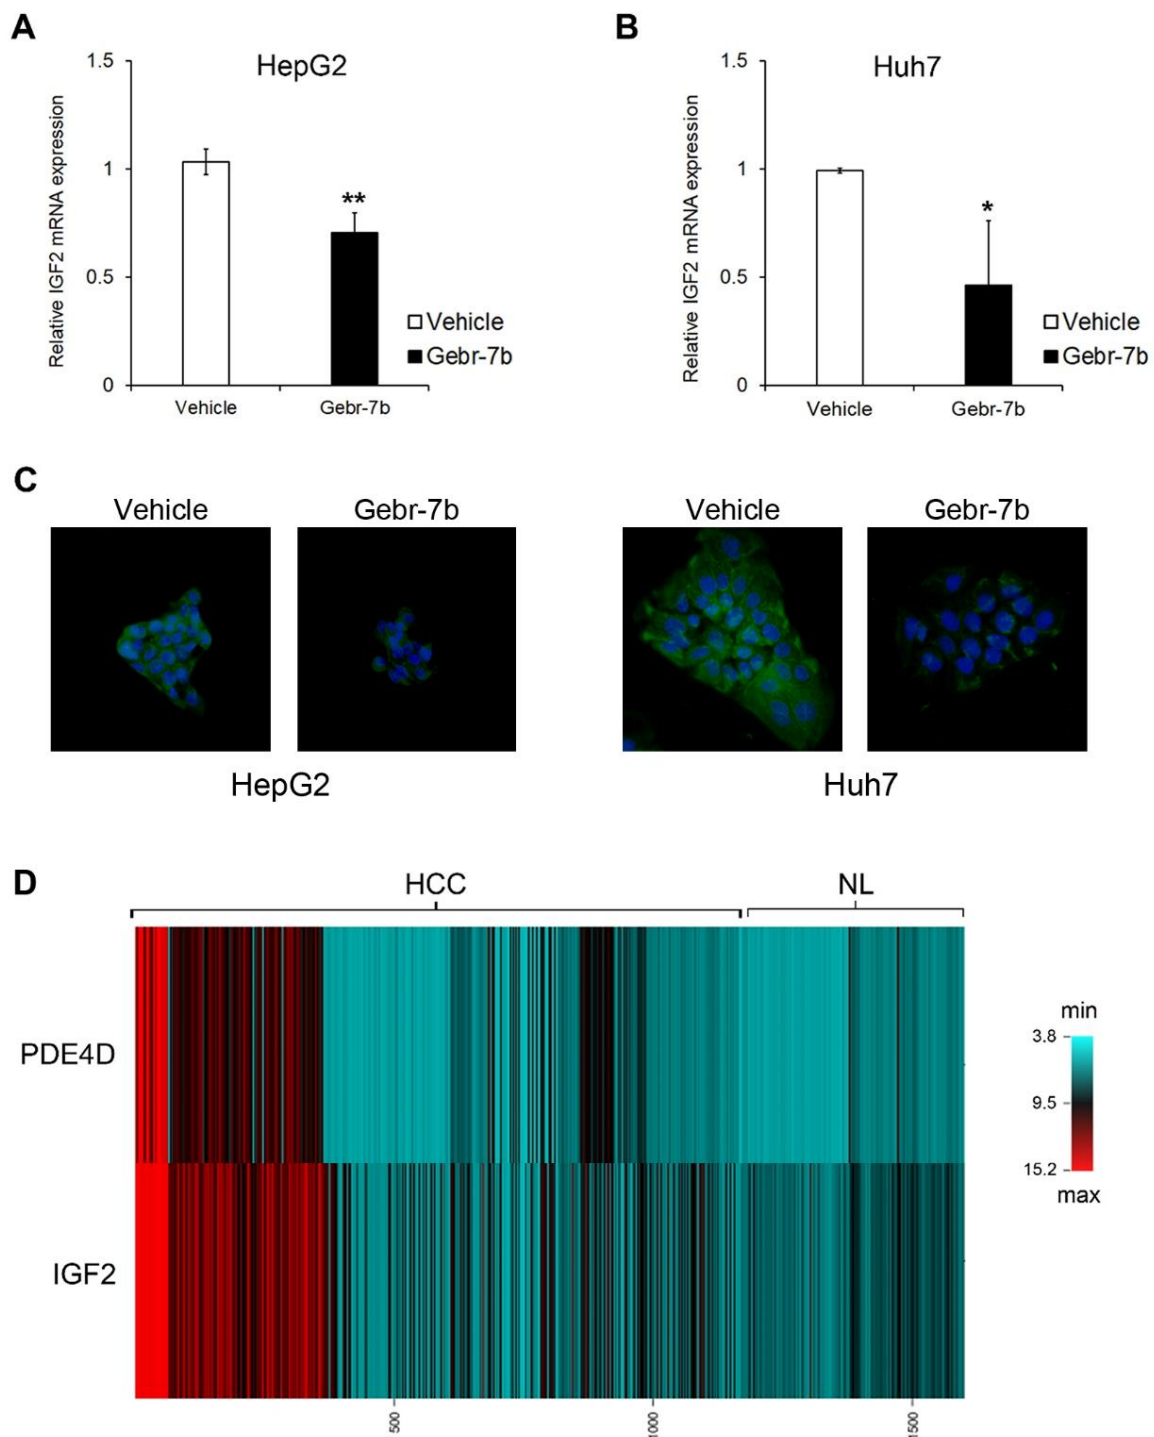 A
HepG2
Relative IGF2 mRNA expression
1.5
1
0.5
0
**
Vehicle
Gebr-7b
Vehicle
Gebr-7b
B
Huh7
Relative IGF2 mRNA expression
1.5
1
0.5
0
*
Vehicle
Gebr-7b
Vehicle
Gebr-7b
C
Vehicle
Gebr-7b
Vehicle
Gebr-7b
HepG2
Huh7
D
HCC
NL
PDE4D
IGF2
min
3.8
9.5
15.2
max
500
1000
1500